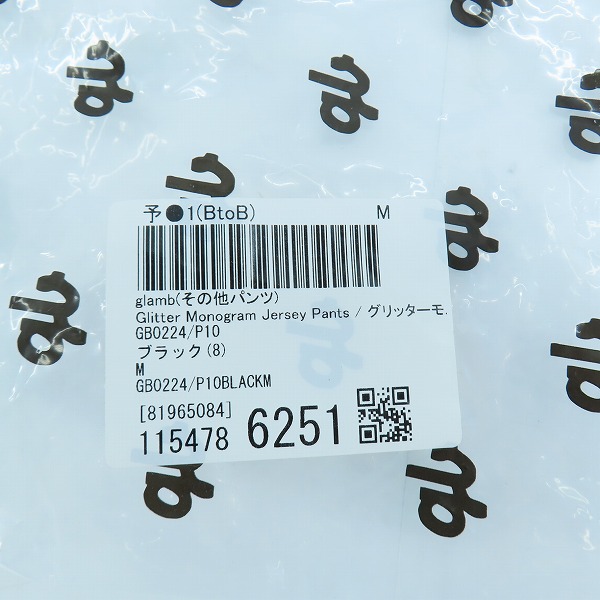 予●1(BtoB) M
glamb(その他パンツ)
Glitter Monogram Jersey Pants / グリッターモ.
GB0224/P10
ブラック(8)
M
GB0224/P10BLACKM
[81965084]
115478 6251